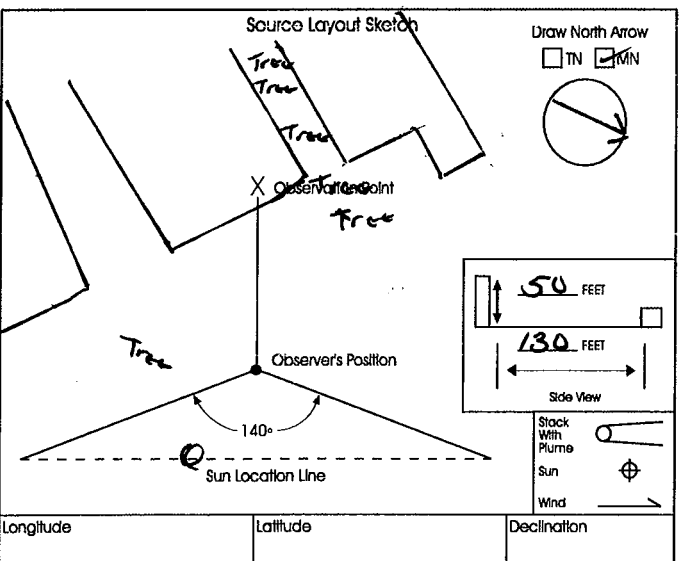 Source Layout Sketch
Draw North Arrow
TN MN
Tree
Tree
Tree
X Observation Point
Tree
Tree
50 FEET
130 FEET
Side View
Tree
Observer's Position
140°
Sun Location Line
Stack With Plume
Sun
Wind
Longitude
Latitude
Declination